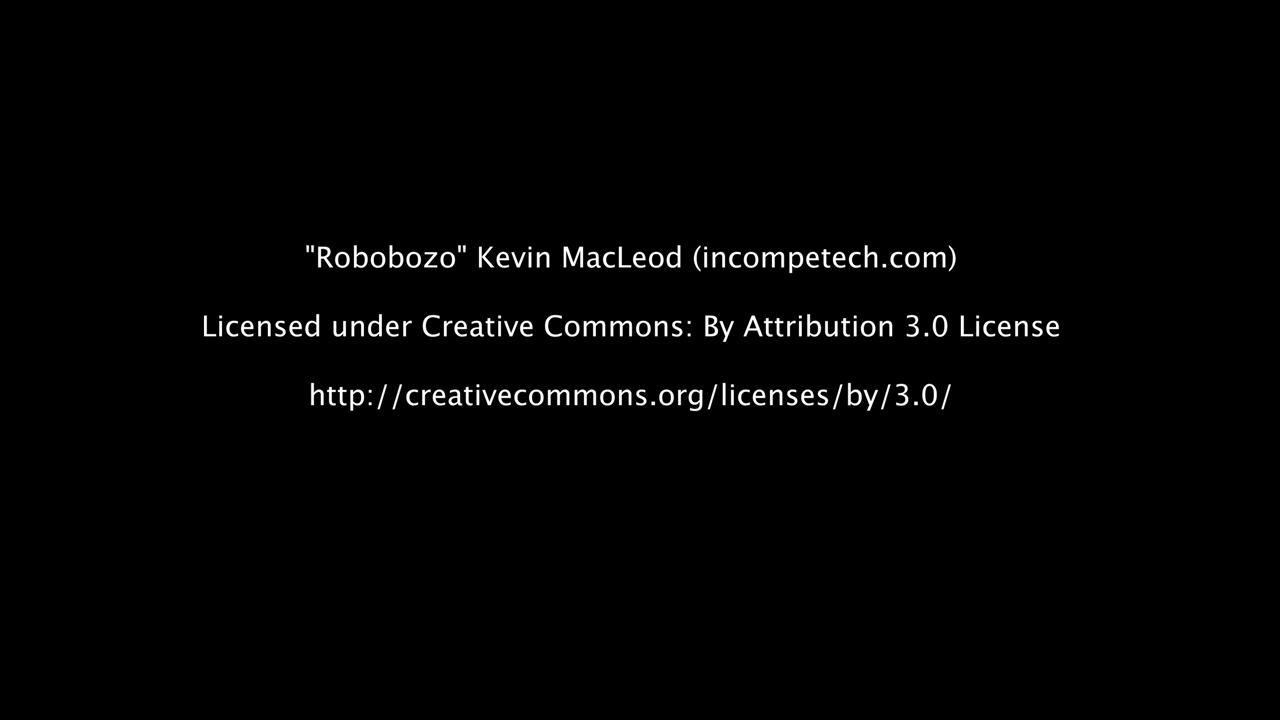 "Robobozo" Kevin MacLeod (incompetech.com)
Licensed under Creative Commons: By Attribution 3.0 License
http://creativecommons.org/licenses/by/3.0/